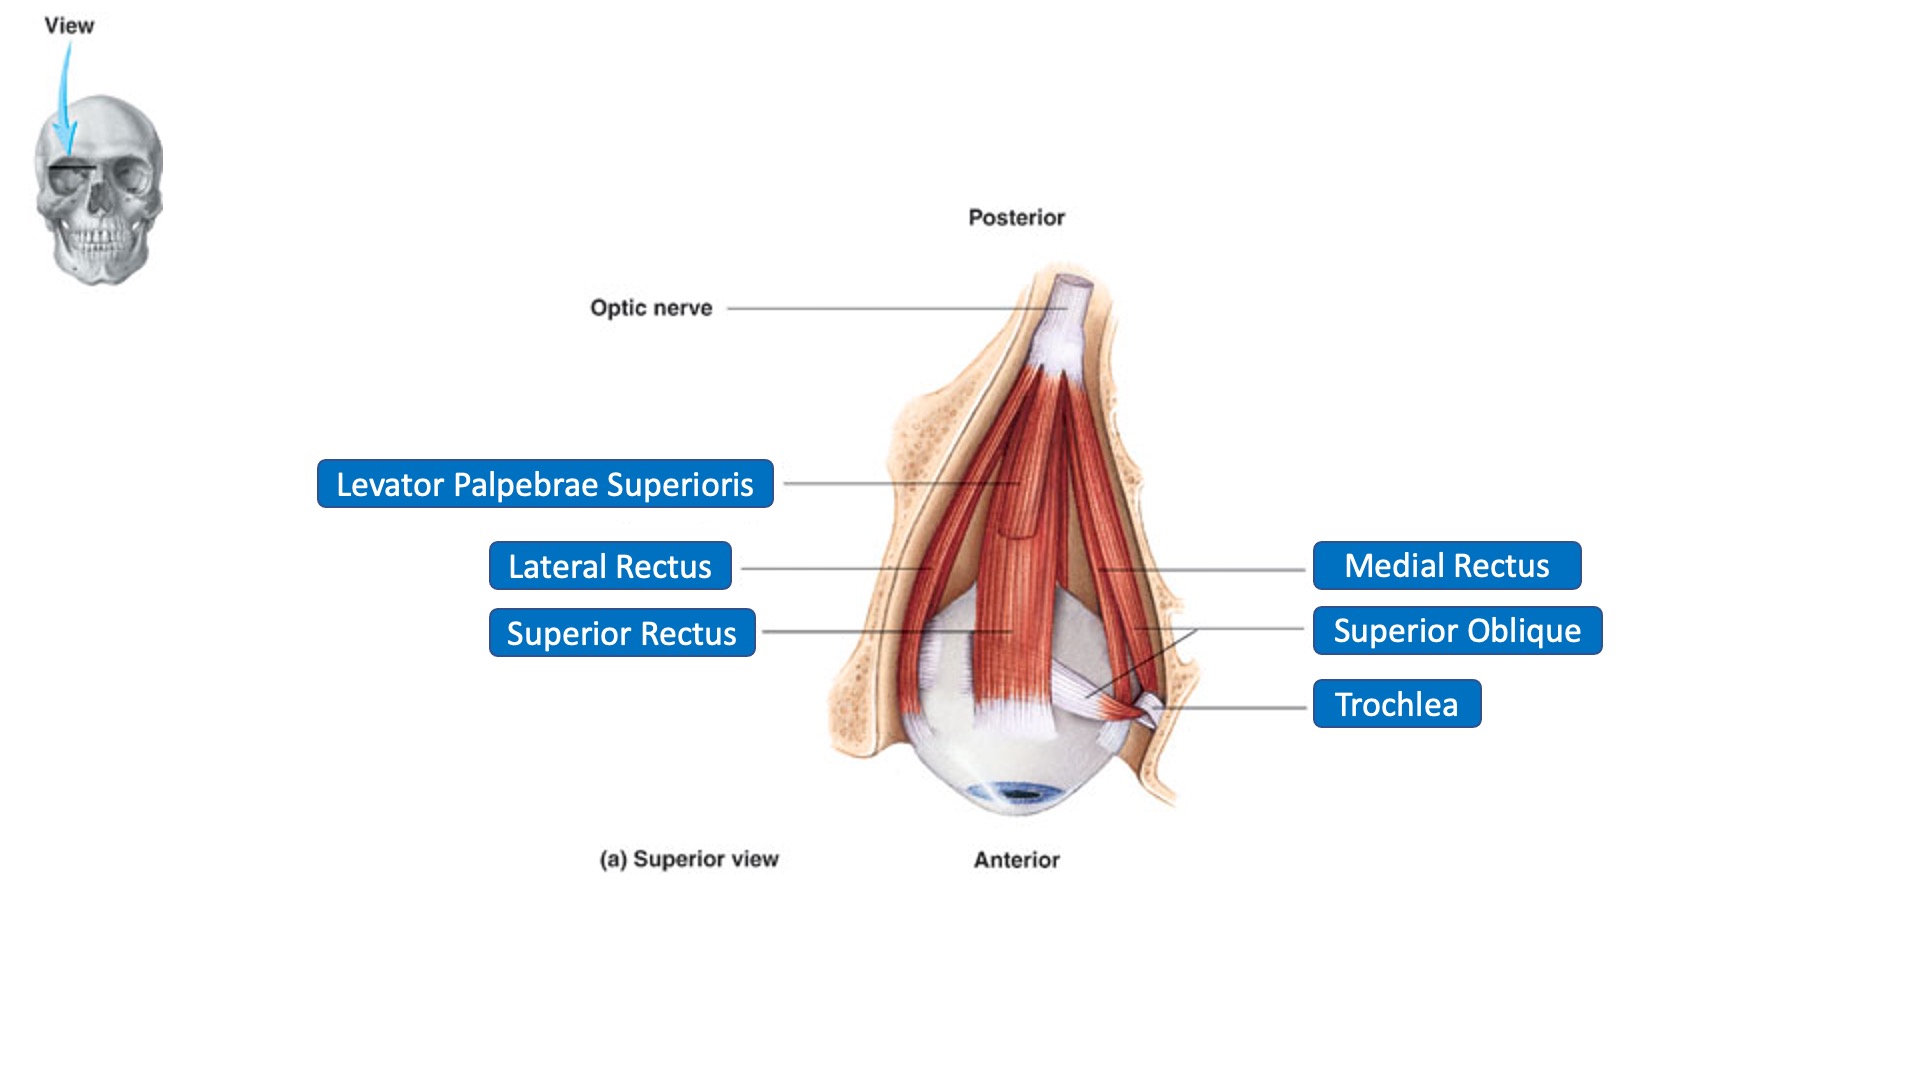 View
Posterior
Optic nerve
Levator Palpebrae Superioris
Lateral Rectus
Medial Rectus
Superior Rectus
Superior Oblique
Trochlea
(a) Superior view
Anterior